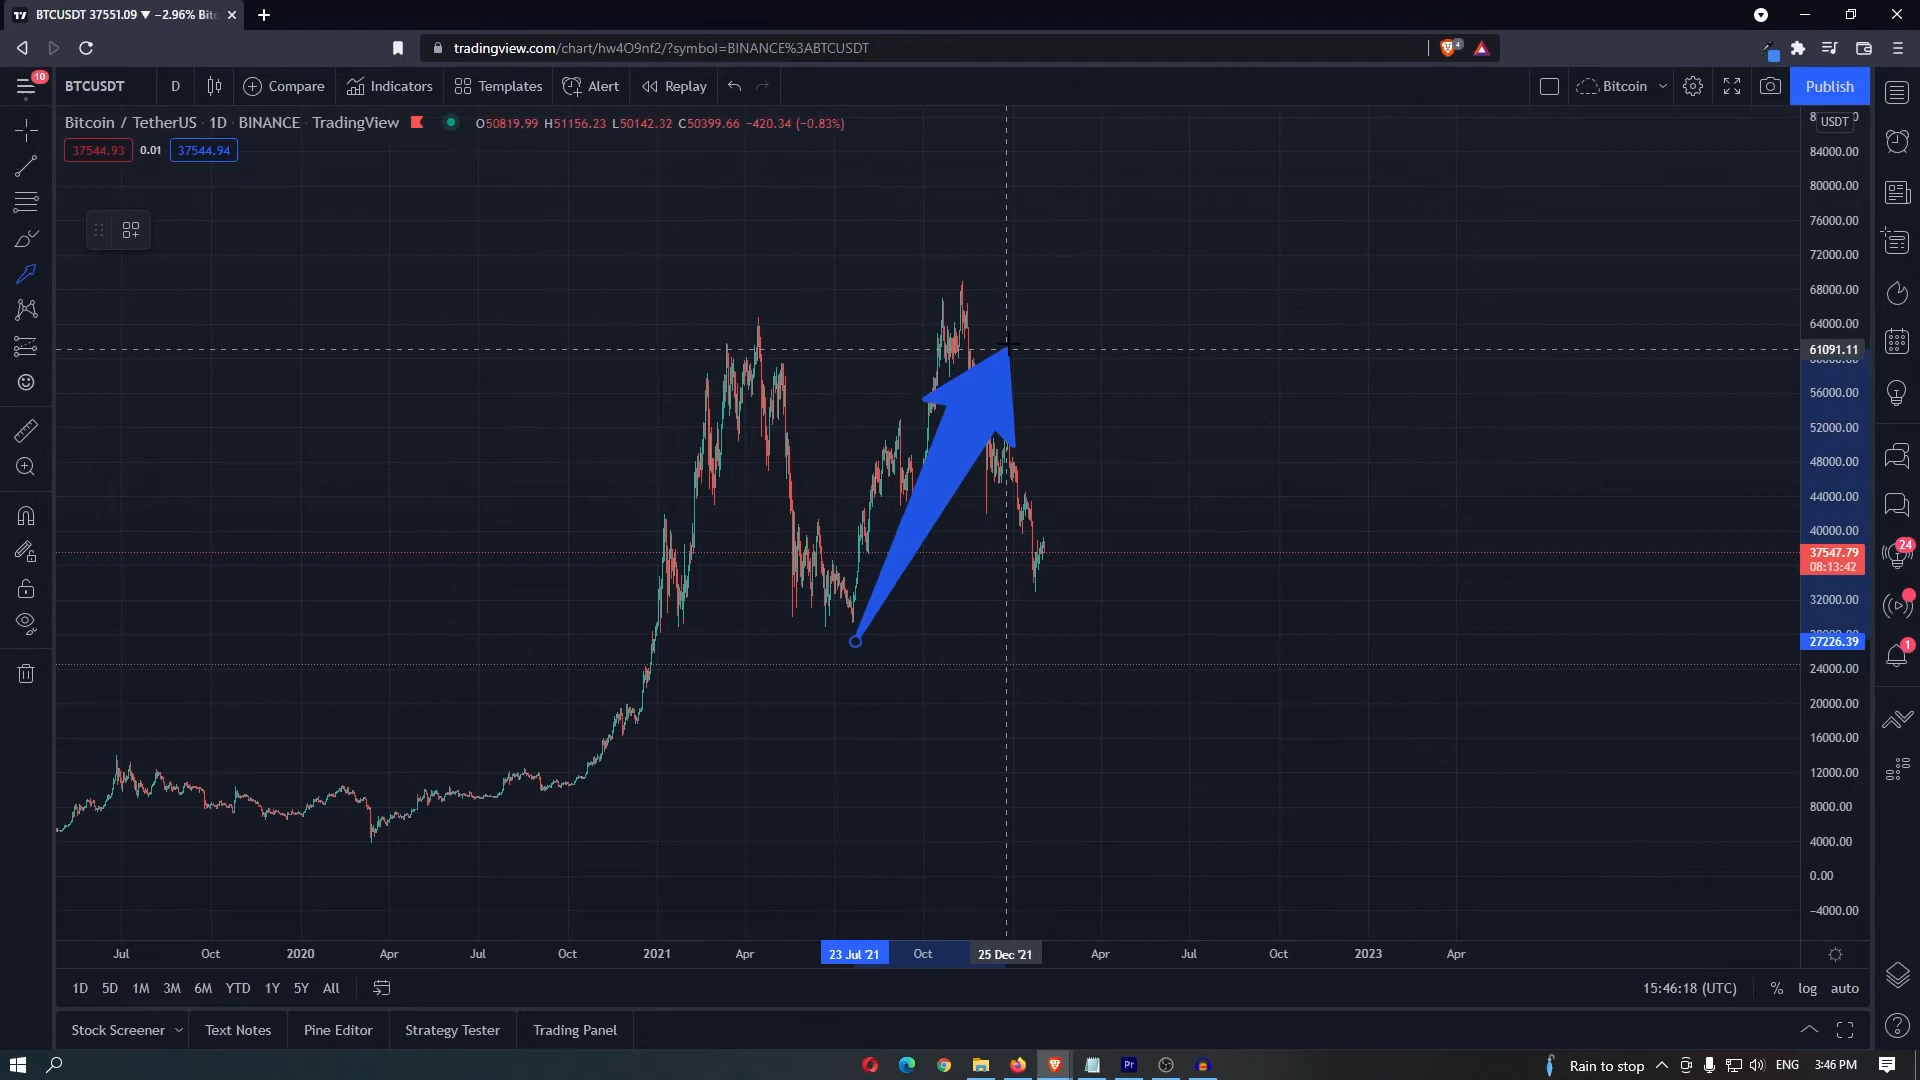 BTCUSDT 37551.09 ▼ −2.96% Bitc
tradingview.com/chart/hw4O9nf2/?symbol=BINANCE%3ABTCUSDT
4
10
BTCUSDT
D
Compare
Indicators
Templates
Alert
Replay
Bitcoin
Publish
Bitcoin / TetherUS · 1D · BINANCE · TradingView
O50819.99 H51156.23 L50142.32 C50399.66 −420.34 (−0.83%)
37544.93
0.01
37544.94
USDT
84000.00
80000.00
76000.00
72000.00
68000.00
64000.00
61091.11
56000.00
52000.00
48000.00
44000.00
40000.00
37547.79
08:13:42
32000.00
27226.39
24000.00
20000.00
16000.00
12000.00
8000.00
4000.00
0.00
−4000.00
24
1
Jul
Oct
2020
Apr
Jul
Oct
2021
Apr
23 Jul '21
Oct
25 Dec '21
Apr
Jul
Oct
2023
Apr
1D
5D
1M
3M
6M
YTD
1Y
5Y
All
15:46:18 (UTC)
%
log
auto
Stock Screener
Text Notes
Pine Editor
Strategy Tester
Trading Panel
Pr
Rain to stop
ENG
3:46 PM